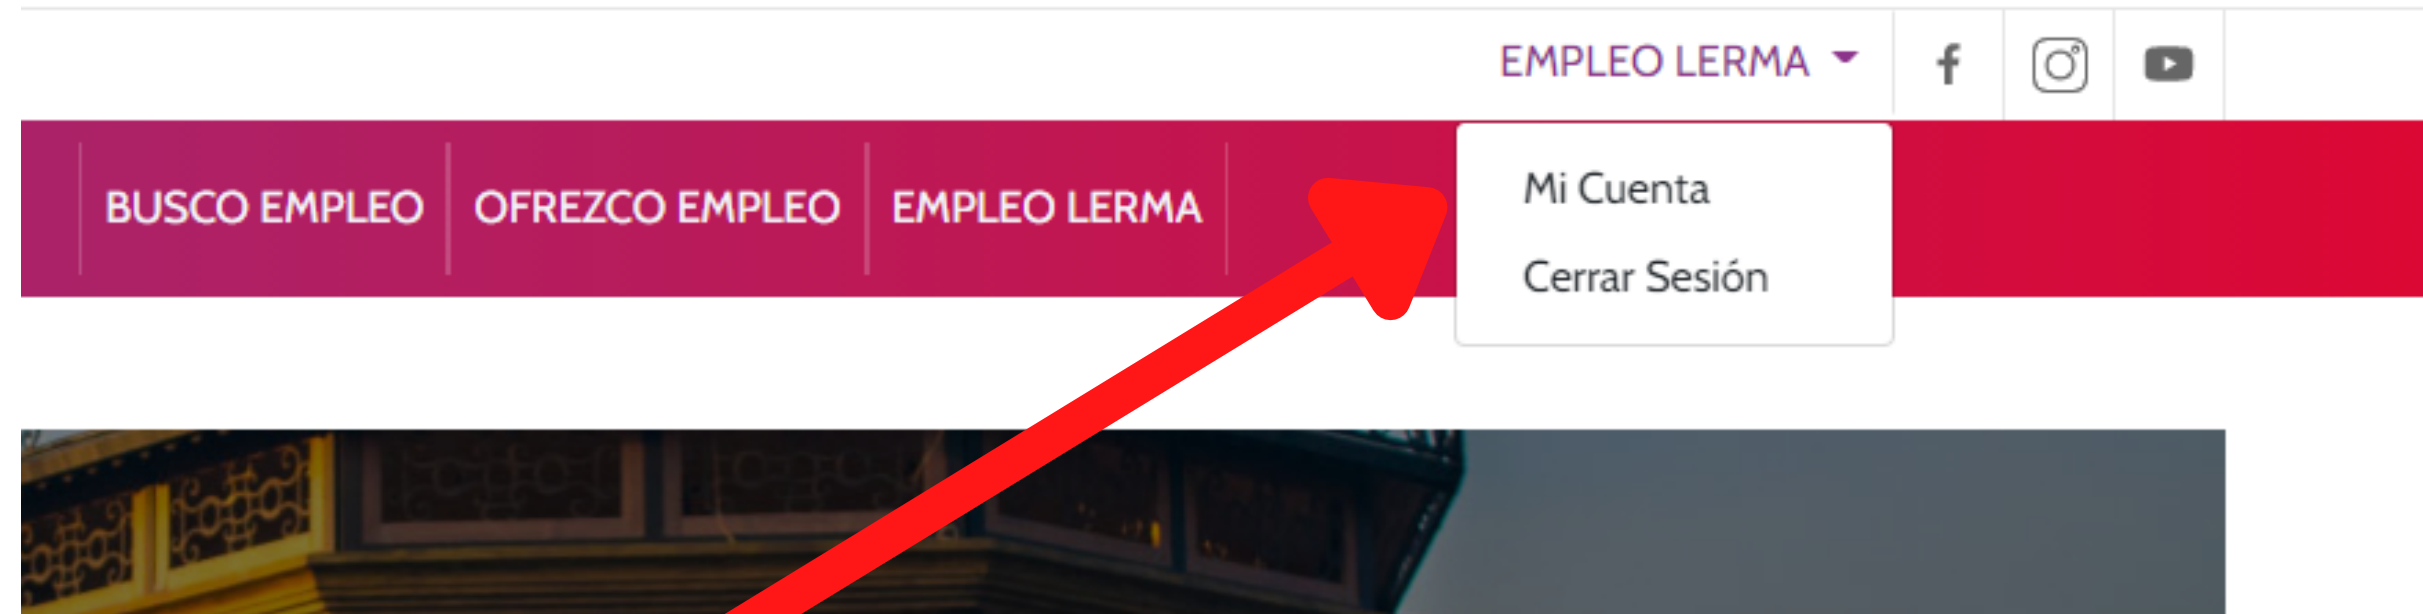 EMPLEO LERMA
BUSCO EMPLEO
OFREZCO EMPLEO
EMPLEO LERMA
Mi Cuenta
Cerrar Sesión